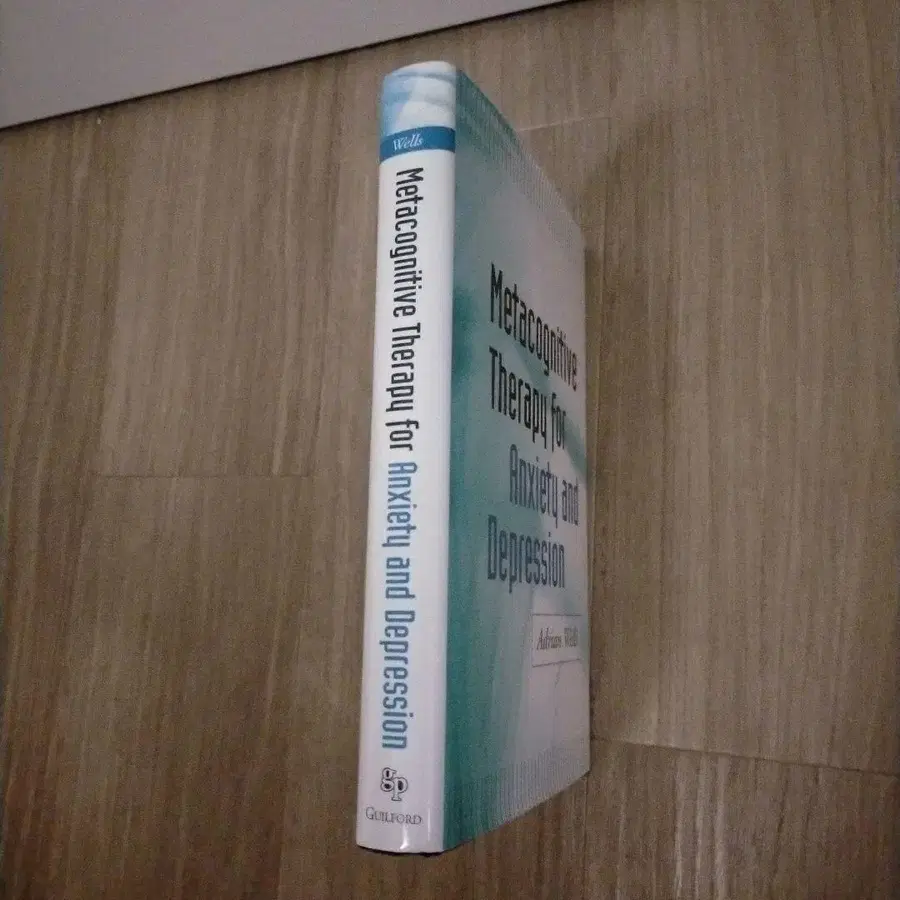 Wells
Metacognitive Therapy for Anxiety and Depression
gp
GUILFORD
Metacognitive
Therapy for
Anxiety and
Depression
Adrian Wells